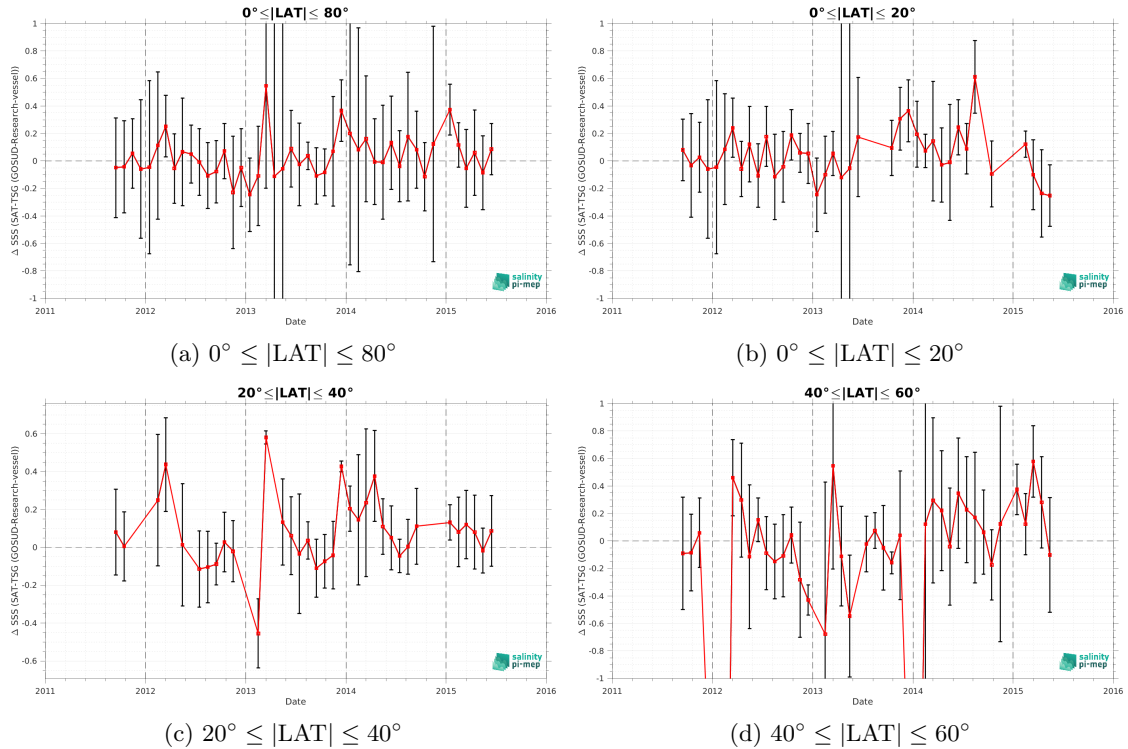 0°≤|LAT|≤ 80°
Δ SSS (SAT-TSG (GOSUD-Research-vessel))
1
0.8
0.6
0.4
0.2
0
-0.2
-0.4
-0.6
-0.8
-1
2011 2012 2013 2014 2015 2016
Date
salinity
pi-mep
(a) 0° ≤ |LAT| ≤ 80°
0°≤|LAT|≤ 20°
Δ SSS (SAT-TSG (GOSUD-Research-vessel))
1
0.8
0.6
0.4
0.2
0
-0.2
-0.4
-0.6
-0.8
-1
2011 2012 2013 2014 2015 2016
Date
salinity
pi-mep
(b) 0° ≤ |LAT| ≤ 20°
20°≤|LAT|≤ 40°
Δ SSS (SAT-TSG (GOSUD-Research-vessel))
0.6
0.4
0.2
0
-0.2
-0.4
-0.6
2011 2012 2013 2014 2015 2016
Date
salinity
pi-mep
(c) 20° ≤ |LAT| ≤ 40°
40°≤|LAT|≤ 60°
Δ SSS (SAT-TSG (GOSUD-Research-vessel))
1
0.8
0.6
0.4
0.2
0
-0.2
-0.4
-0.6
-0.8
-1
2011 2012 2013 2014 2015 2016
Date
salinity
pi-mep
(d) 40° ≤ |LAT| ≤ 60°